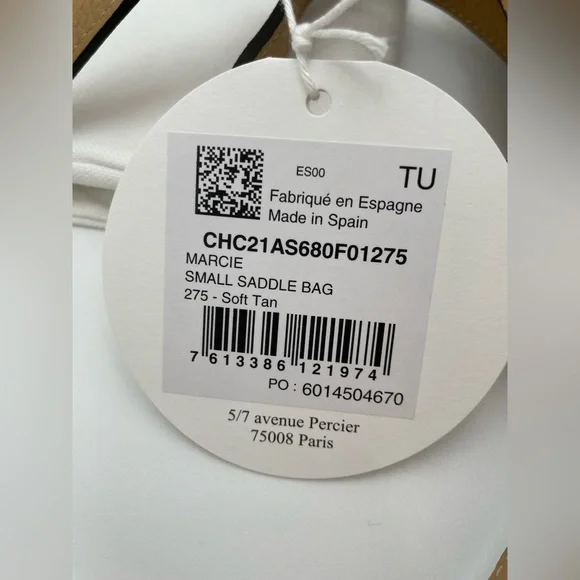 ES00
TU
Fabriqué en Espagne
Made in Spain
CHC21AS680F01275
MARCIE
SMALL SADDLE BAG
275 - Soft Tan
7 613386 121974
PO : 6014504670
5/7 avenue Percier
75008 Paris